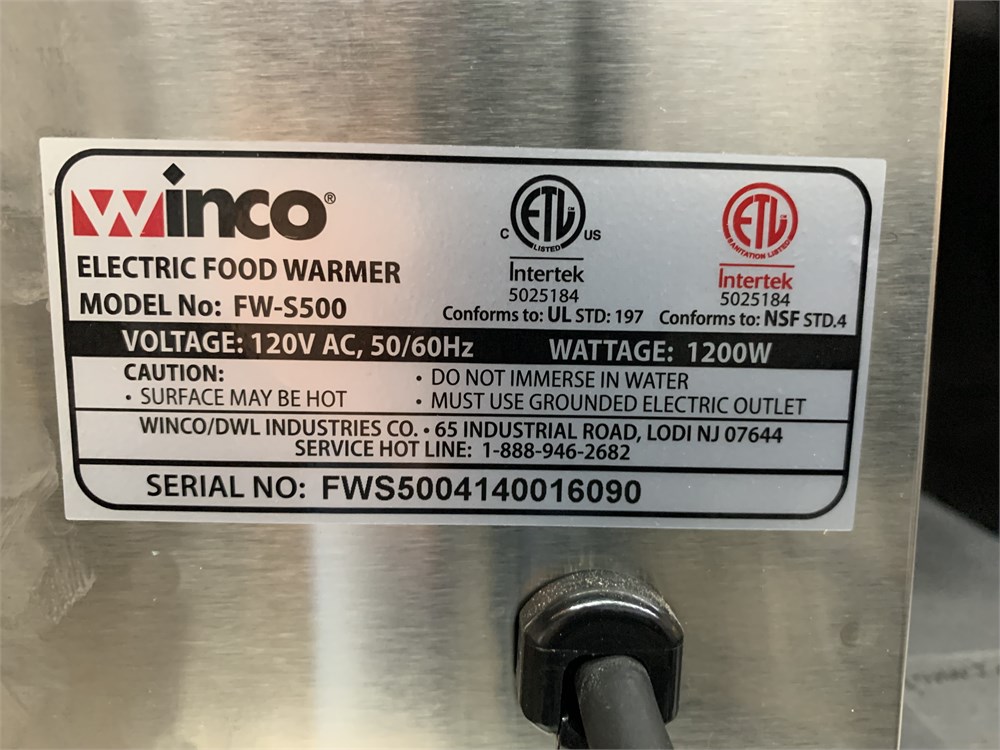 Winco®
ELECTRIC FOOD WARMER
MODEL No: FW-S500
C ETL US
LISTED
Intertek
5025184
Conforms to: UL STD: 197
ETL
SANITATION LISTED
Intertek
5025184
Conforms to: NSF STD.4
VOLTAGE: 120V AC, 50/60Hz WATTAGE: 1200W
CAUTION:
• SURFACE MAY BE HOT
• DO NOT IMMERSE IN WATER
• MUST USE GROUNDED ELECTRIC OUTLET
WINCO/DWL INDUSTRIES CO. • 65 INDUSTRIAL ROAD, LODI NJ 07644
SERVICE HOT LINE: 1-888-946-2682
SERIAL NO: FWS5004140016090